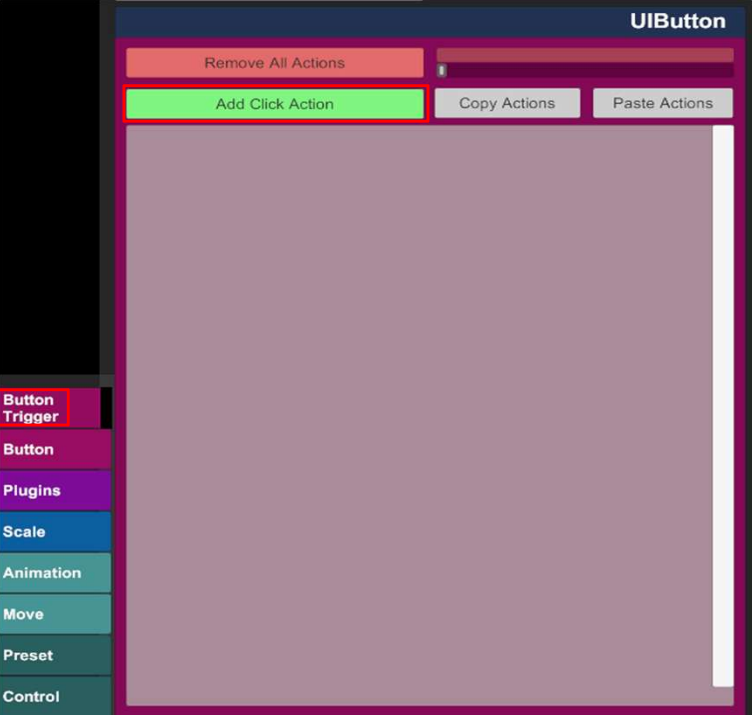 UIButton
Remove All Actions
Add Click Action
Copy Actions
Paste Actions
Button
Trigger
Button
Plugins
Scale
Animation
Move
Preset
Control